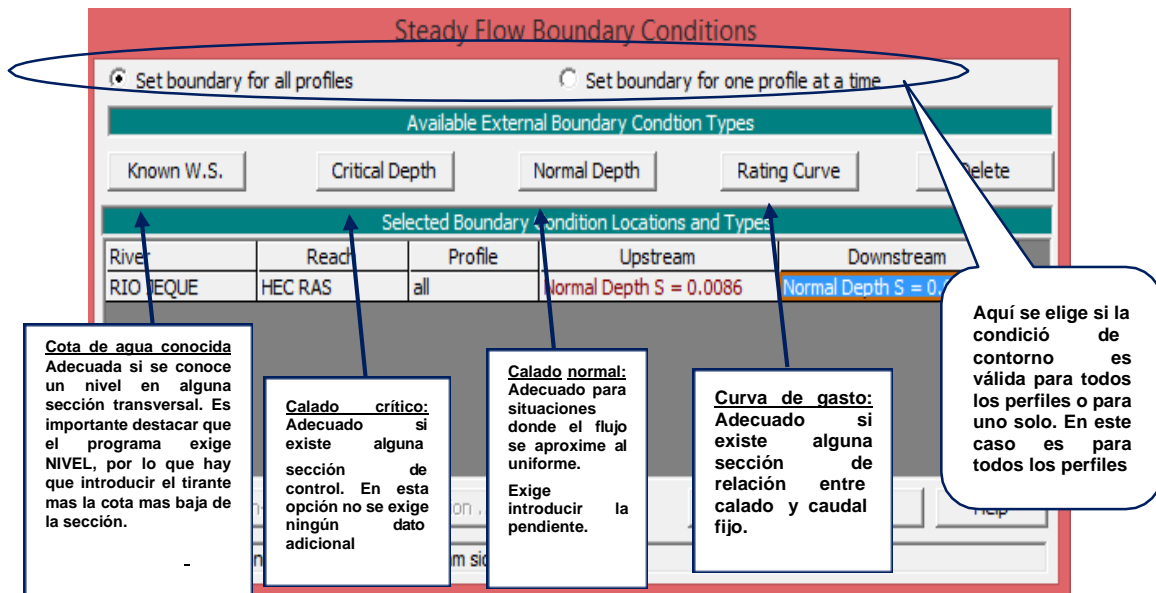 Steady Flow Boundary Conditions
Set boundary for all profiles
Set boundary for one profile at a time
Available External Boundary Condtion Types
Known W.S.
Critical Depth
Normal Depth
Rating Curve
Delete
Selected Boundary Condition Locations and Types
River
Reach
Profile
Upstream
Downstream
RIO JEQUE
HEC RAS
all
Normal Depth S = 0.0086
Normal Depth S = 0.
Cota de agua conocida
Adecuada si se conoce
un nivel en alguna
sección transversal. Es
importante destacar que
el programa exige
NIVEL, por lo que hay
que introducir el tirante
mas la cota mas baja de
la sección.
Calado crítico:
Adecuado si
existe alguna
sección de
control. En esta
opción no se exige
ningún dato
adicional
Calado normal:
Adecuado para
situaciones
donde el flujo
se aproxime al
uniforme.
Exige
introducir la
pendiente.
Curva de gasto:
Adecuado si
existe alguna
sección de
relación entre
calado y caudal
fijo.
Aquí se elige si la
condició de
contorno es
válida para todos
los perfiles o para
uno solo. En este
caso es para
todos los perfiles
Help